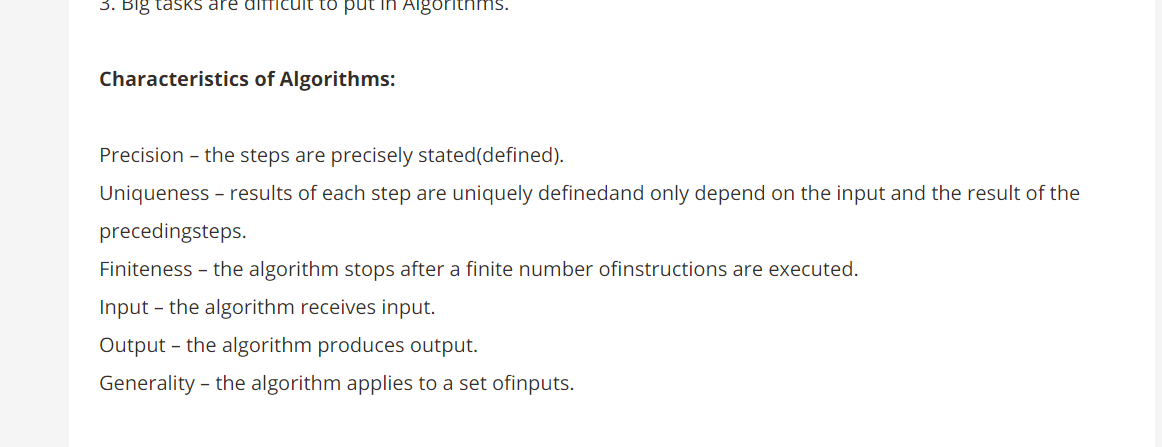 3. Big tasks are difficult to put in Algorithms.
Characteristics of Algorithms:
Precision – the steps are precisely stated(defined).
Uniqueness – results of each step are uniquely definedand only depend on the input and the result of the
precedingsteps.
Finiteness – the algorithm stops after a finite number ofinstructions are executed.
Input – the algorithm receives input.
Output – the algorithm produces output.
Generality – the algorithm applies to a set ofinputs.